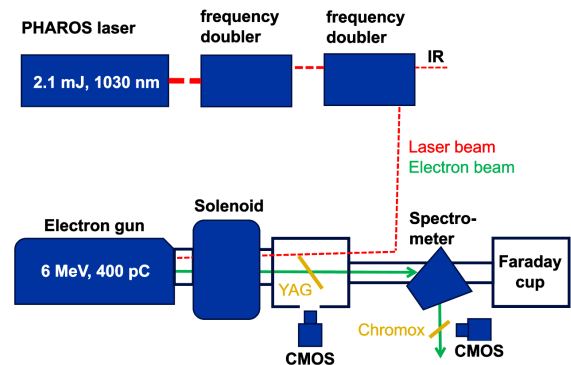 PHAROS laser
frequency
doubler
frequency
doubler
2.1 mJ, 1030 nm
IR
Laser beam
Electron beam
Electron gun
Solenoid
Spectro-
meter
6 MeV, 400 pC
YAG
Faraday
cup
Chromox
CMOS
CMOS